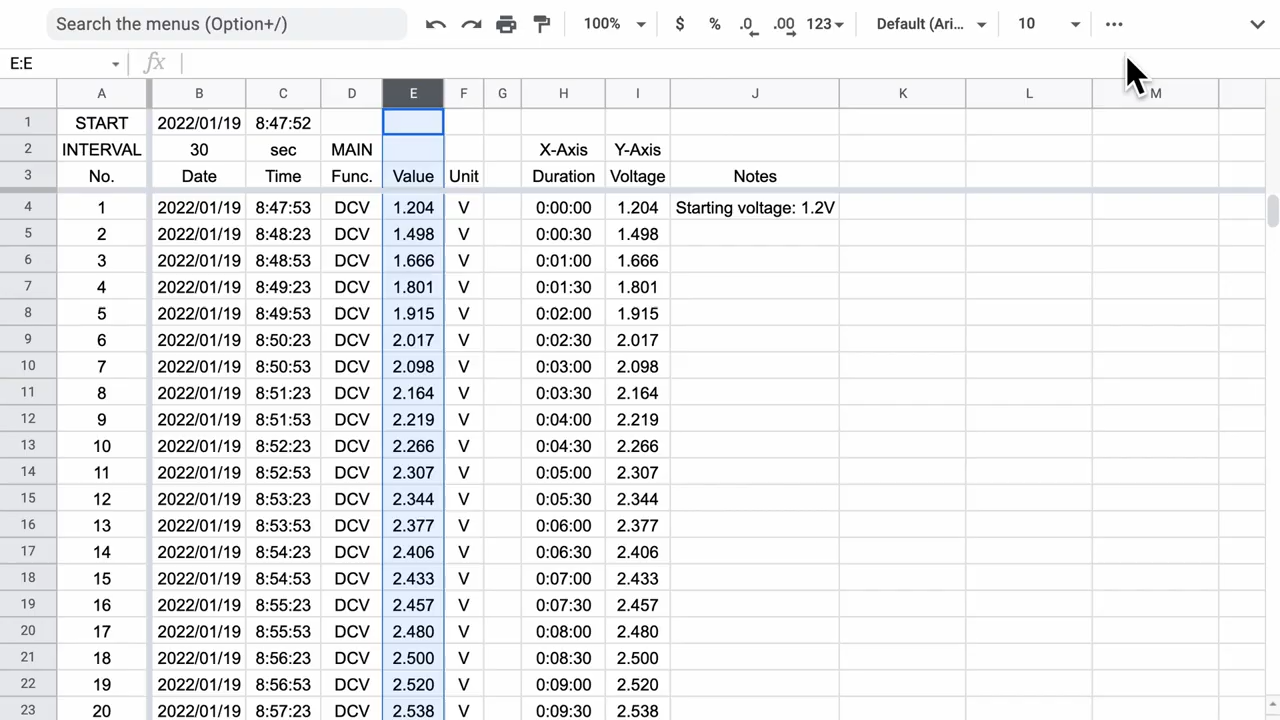 Search the menus (Option+/) 100% $ % .0 .00 123 Default (Ari... 10 ...
E:E fx
A B C D E F G H I J K L M
1 START 2022/01/19 8:47:52
2 INTERVAL 30 sec MAIN X-Axis Y-Axis
3 No. Date Time Func. Value Unit Duration Voltage Notes
4 1 2022/01/19 8:47:53 DCV 1.204 V 0:00:00 1.204 Starting voltage: 1.2V
5 2 2022/01/19 8:48:23 DCV 1.498 V 0:00:30 1.498
6 3 2022/01/19 8:48:53 DCV 1.666 V 0:01:00 1.666
7 4 2022/01/19 8:49:23 DCV 1.801 V 0:01:30 1.801
8 5 2022/01/19 8:49:53 DCV 1.915 V 0:02:00 1.915
9 6 2022/01/19 8:50:23 DCV 2.017 V 0:02:30 2.017
10 7 2022/01/19 8:50:53 DCV 2.098 V 0:03:00 2.098
11 8 2022/01/19 8:51:23 DCV 2.164 V 0:03:30 2.164
12 9 2022/01/19 8:51:53 DCV 2.219 V 0:04:00 2.219
13 10 2022/01/19 8:52:23 DCV 2.266 V 0:04:30 2.266
14 11 2022/01/19 8:52:53 DCV 2.307 V 0:05:00 2.307
15 12 2022/01/19 8:53:23 DCV 2.344 V 0:05:30 2.344
16 13 2022/01/19 8:53:53 DCV 2.377 V 0:06:00 2.377
17 14 2022/01/19 8:54:23 DCV 2.406 V 0:06:30 2.406
18 15 2022/01/19 8:54:53 DCV 2.433 V 0:07:00 2.433
19 16 2022/01/19 8:55:23 DCV 2.457 V 0:07:30 2.457
20 17 2022/01/19 8:55:53 DCV 2.480 V 0:08:00 2.480
21 18 2022/01/19 8:56:23 DCV 2.500 V 0:08:30 2.500
22 19 2022/01/19 8:56:53 DCV 2.520 V 0:09:00 2.520
23 20 2022/01/19 8:57:23 DCV 2.538 V 0:09:30 2.538